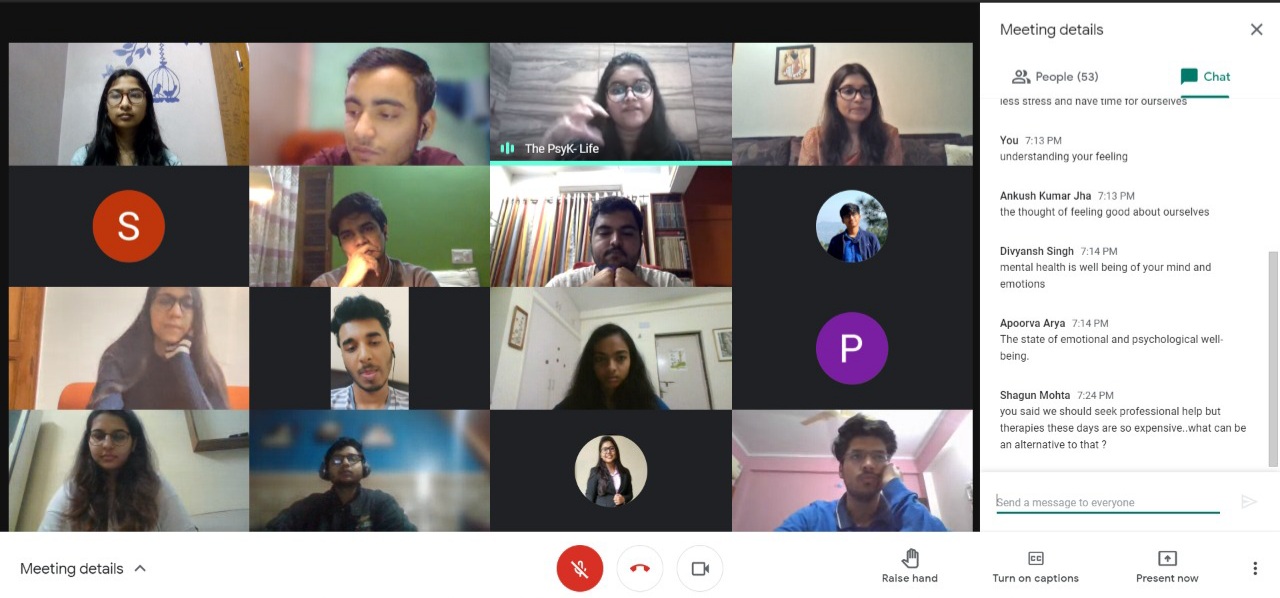 Meeting details
People (53)
Chat
less stress and have time for ourselves
You 7:13 PM
understanding your feeling
Ankush Kumar Jha 7:13 PM
the thought of feeling good about ourselves
Divyansh Singh 7:14 PM
mental health is well being of your mind and
emotions
Apoorva Arya 7:14 PM
The state of emotional and psychological well-
being.
Shagun Mohta 7:24 PM
you said we should seek professional help but
therapies these days are so expensive..what can be
an alternative to that ?
Send a message to everyone
The PsyK- Life
S
P
Meeting details
CC
Raise hand
Turn on captions
Present now